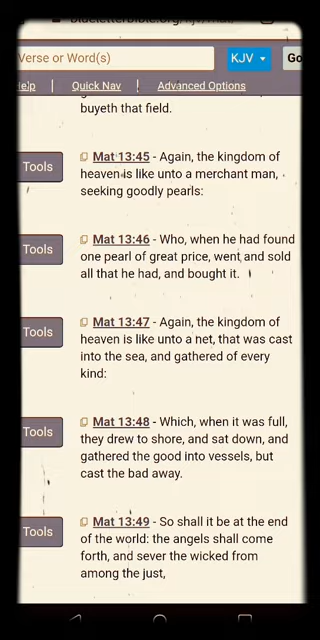 Verse or Word(s) KJV Go
Quick Nav | Advanced Options
buyeth that field.
Tools Mat 13:45 - Again, the kingdom of
heaven is like unto a merchant man,
seeking goodly pearls:
Tools Mat 13:46 - Who, when he had found
one pearl of great price, went and sold
all that he had, and bought it.
Tools Mat 13:47 - Again, the kingdom of
heaven is like unto a net, that was cast
into the sea, and gathered of every
kind:
Tools Mat 13:48 - Which, when it was full,
they drew to shore, and sat down, and
gathered the good into vessels, but
cast the bad away.
Tools Mat 13:49 - So shall it be at the end
of the world: the angels shall come
forth, and sever the wicked from
among the just,